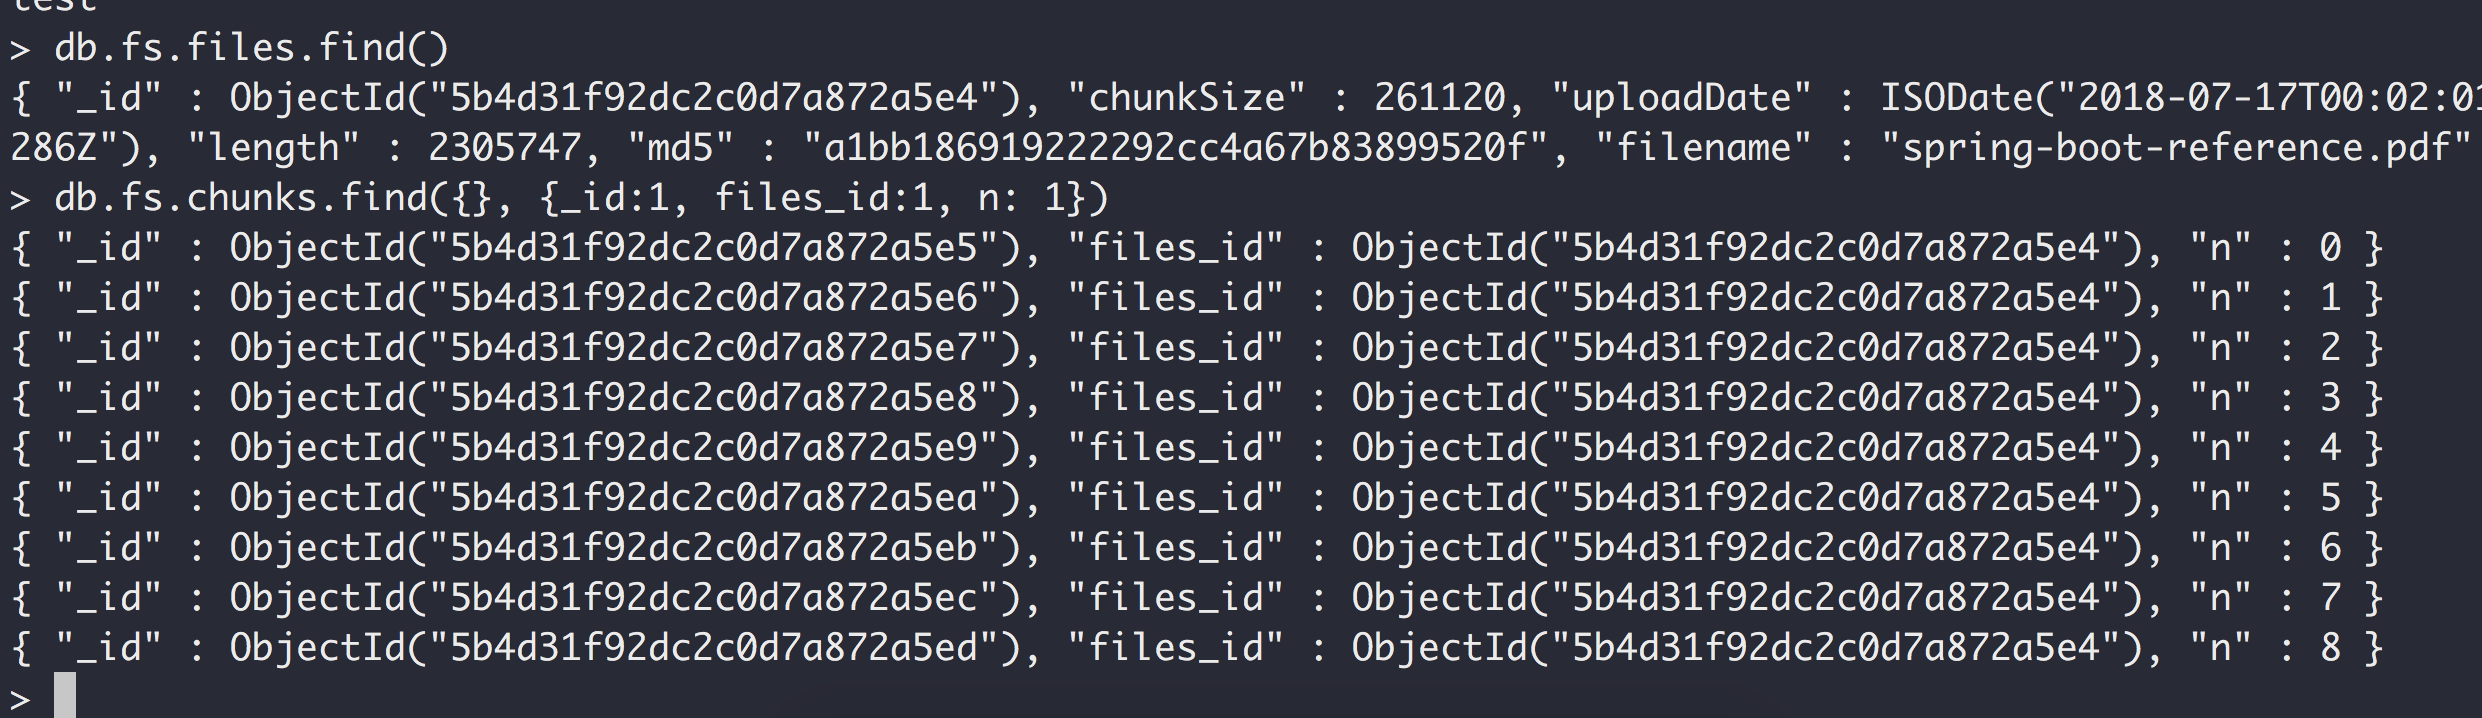 test
> db.fs.files.find()
{ "_id" : ObjectId("5b4d31f92dc2c0d7a872a5e4"), "chunkSize" : 261120, "uploadDate" : ISODate("2018-07-17T00:02:01
286Z"), "length" : 2305747, "md5" : "a1bb186919222292cc4a67b83899520f", "filename" : "spring-boot-reference.pdf"
> db.fs.chunks.find({}, {_id:1, files_id:1, n: 1})
{ "_id" : ObjectId("5b4d31f92dc2c0d7a872a5e5"), "files_id" : ObjectId("5b4d31f92dc2c0d7a872a5e4"), "n" : 0 }
{ "_id" : ObjectId("5b4d31f92dc2c0d7a872a5e6"), "files_id" : ObjectId("5b4d31f92dc2c0d7a872a5e4"), "n" : 1 }
{ "_id" : ObjectId("5b4d31f92dc2c0d7a872a5e7"), "files_id" : ObjectId("5b4d31f92dc2c0d7a872a5e4"), "n" : 2 }
{ "_id" : ObjectId("5b4d31f92dc2c0d7a872a5e8"), "files_id" : ObjectId("5b4d31f92dc2c0d7a872a5e4"), "n" : 3 }
{ "_id" : ObjectId("5b4d31f92dc2c0d7a872a5e9"), "files_id" : ObjectId("5b4d31f92dc2c0d7a872a5e4"), "n" : 4 }
{ "_id" : ObjectId("5b4d31f92dc2c0d7a872a5ea"), "files_id" : ObjectId("5b4d31f92dc2c0d7a872a5e4"), "n" : 5 }
{ "_id" : ObjectId("5b4d31f92dc2c0d7a872a5eb"), "files_id" : ObjectId("5b4d31f92dc2c0d7a872a5e4"), "n" : 6 }
{ "_id" : ObjectId("5b4d31f92dc2c0d7a872a5ec"), "files_id" : ObjectId("5b4d31f92dc2c0d7a872a5e4"), "n" : 7 }
{ "_id" : ObjectId("5b4d31f92dc2c0d7a872a5ed"), "files_id" : ObjectId("5b4d31f92dc2c0d7a872a5e4"), "n" : 8 }
>